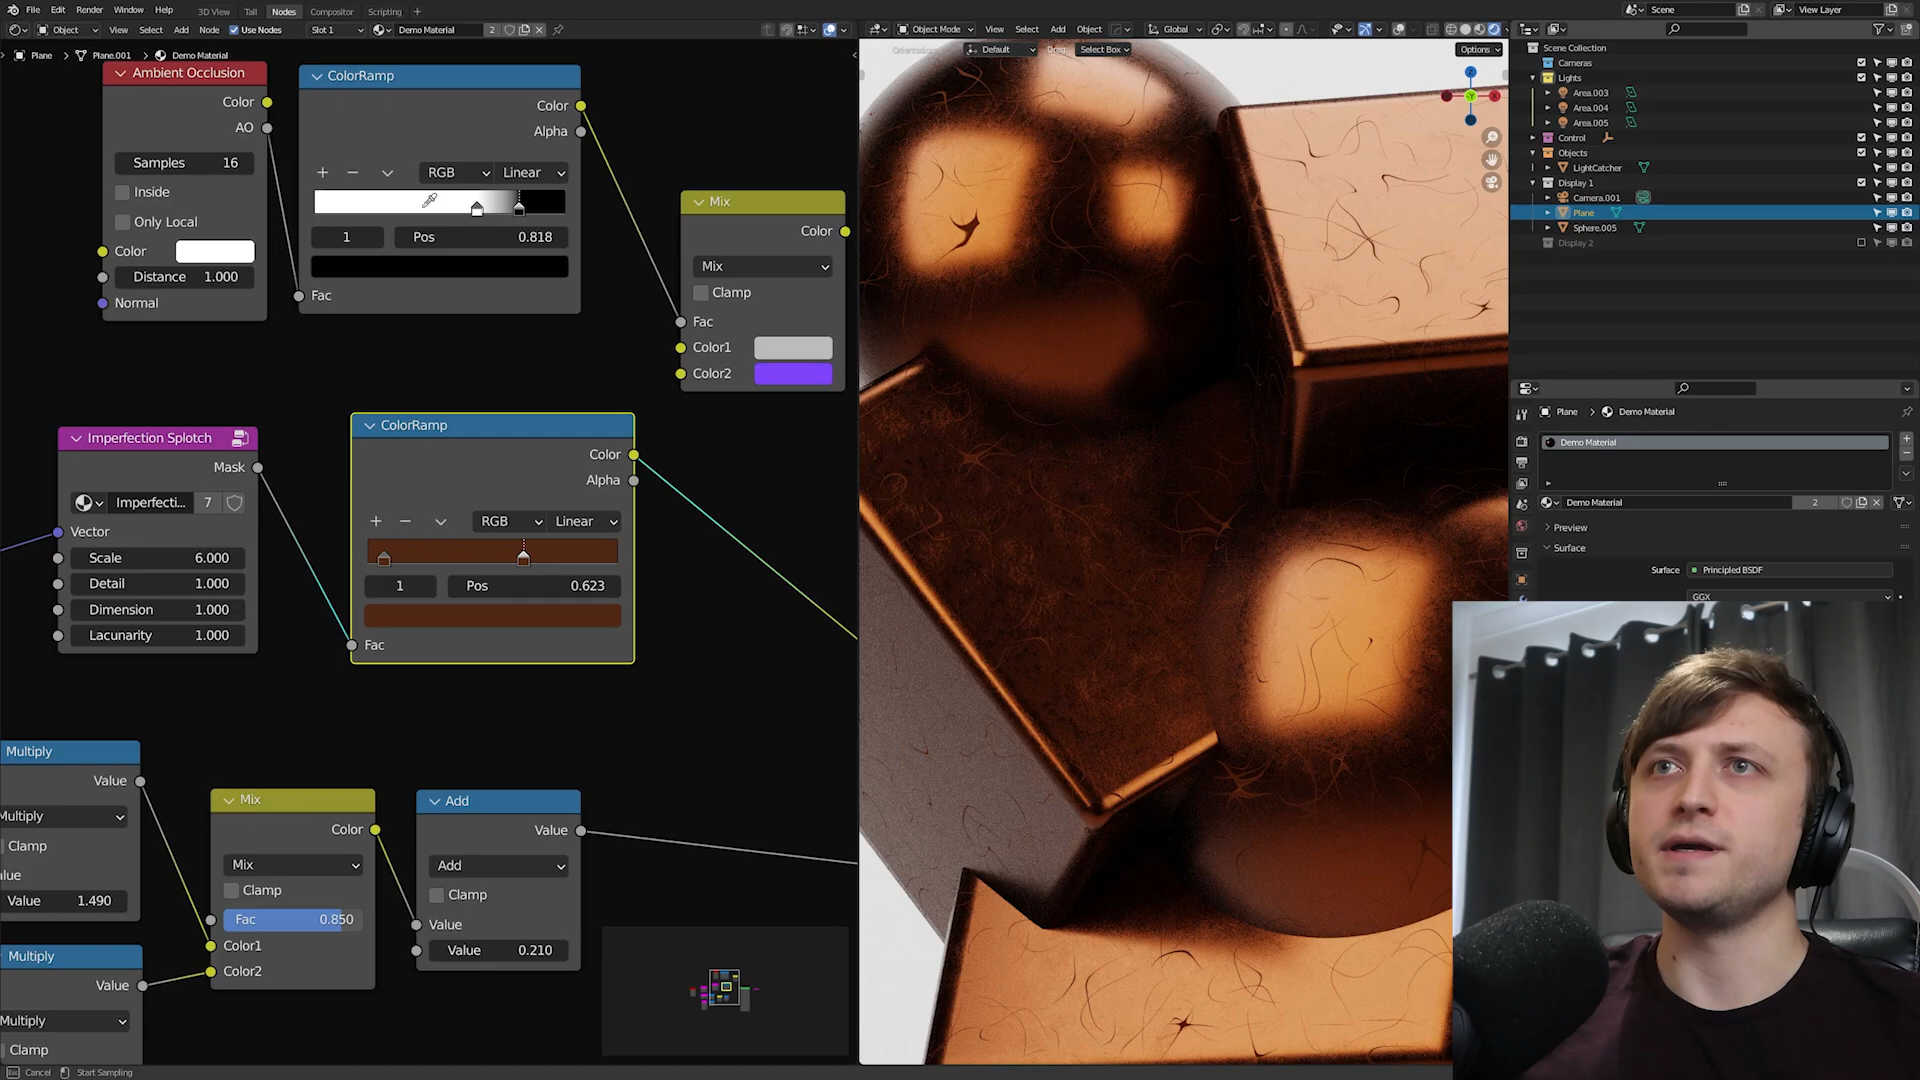 File Edit Render Window Help 3D View Tall Nodes Compositor Scripting + Scene View Layer
Object View Select Add Node Use Nodes Slot 1 Demo Material 2
Object Mode View Select Add Object Global
Default Drag: Select Box Options
Plane > Plane.001 > Demo Material
Ambient Occlusion
Color
AO
Samples 16
Inside
Only Local
Color
Distance 1.000
Normal
ColorRamp
Color
Alpha
RGB Linear
1 Pos 0.818
Fac
Mix
Color
Mix
Clamp
Fac
Color1
Color2
Imperfection Splotch
Mask
Imperfecti... 7
Vector
Scale 6.000
Detail 1.000
Dimension 1.000
Lacunarity 1.000
ColorRamp
Color
Alpha
RGB Linear
1 Pos 0.623
Fac
Multiply
Value
Multiply
Clamp
alue
Value 1.490
Multiply
Value
Multiply
Clamp
Mix
Color
Mix
Clamp
Fac 0.850
Color1
Color2
Add
Value
Add
Clamp
Value
Value 0.210
Cancel Start Sampling
Scene Collection
Cameras
Lights
Area.003
Area.004
Area.005
Control
Objects
LightCatcher
Display 1
Camera.001
Plane
Sphere.005
Display 2
Plane > Demo Material
Demo Material
Demo Material 2
Preview
Surface
Surface Principled BSDF
GGX